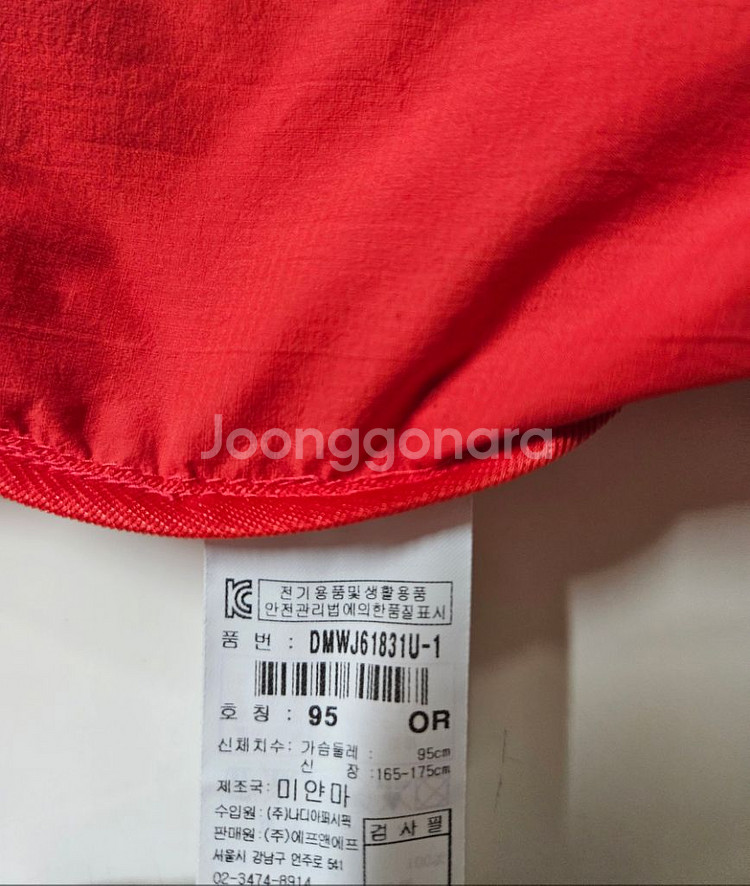 Joonggonara
전기용품및생활용품
안전관리법에의한품질표시
품 번 : DMWJ61831U-1
호 칭 : 95 OR
신체치수 : 가슴둘레 : 95cm
신 장 : 165-175cm
제조국 : 미얀마
수입원 : (주)나디아퍼시픽
판매원 : (주)에프앤에프
검 사 필
서울시 강남구 언주로 541
02-3474-8914